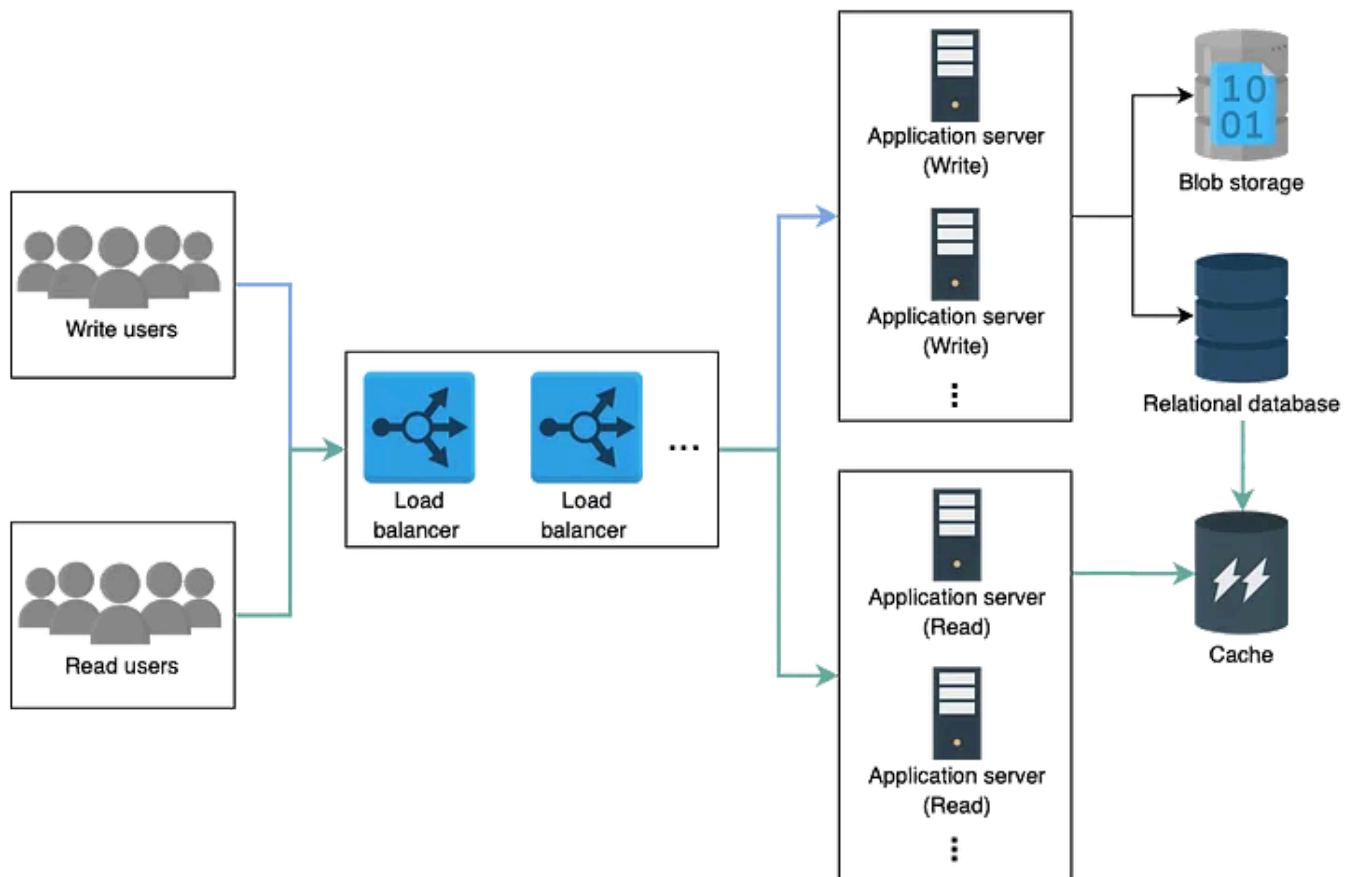 Write users
Read users
Load
balancer
Load
balancer
...
Application server
(Write)
Application server
(Write)
⋮
Application server
(Read)
Application server
(Read)
⋮
10
01
Blob storage
Relational database
Cache